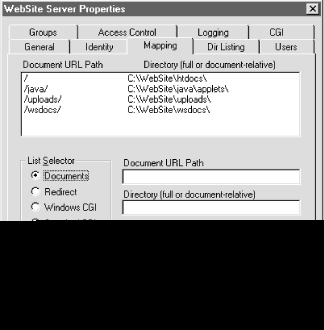 WebSite Server Properties
Groups Access Control Logging CGI
General Identity Mapping Dir Listing Users
Document URL Path Directory (full or document-relative)
/ C:\WebSite\htdocs\
/java/ C:\WebSite\java\applets\
/uploads/ C:\WebSite\uploads\
/wsdocs/ C:\WebSite\wsdocs\
List Selector
Document URL Path
Documents
Redirect
Directory (full or document-relative)
Windows CGI